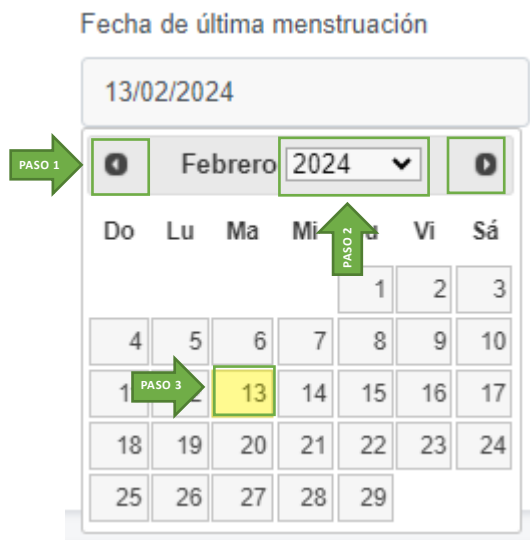 Fecha de última menstruación
13/02/2024
PASO 1
Febrero 2024
Do Lu Ma Mi Vi Sá
PASO 2
1 2 3
4 5 6 7 8 9 10
PASO 3 13 14 15 16 17
18 19 20 21 22 23 24
25 26 27 28 29